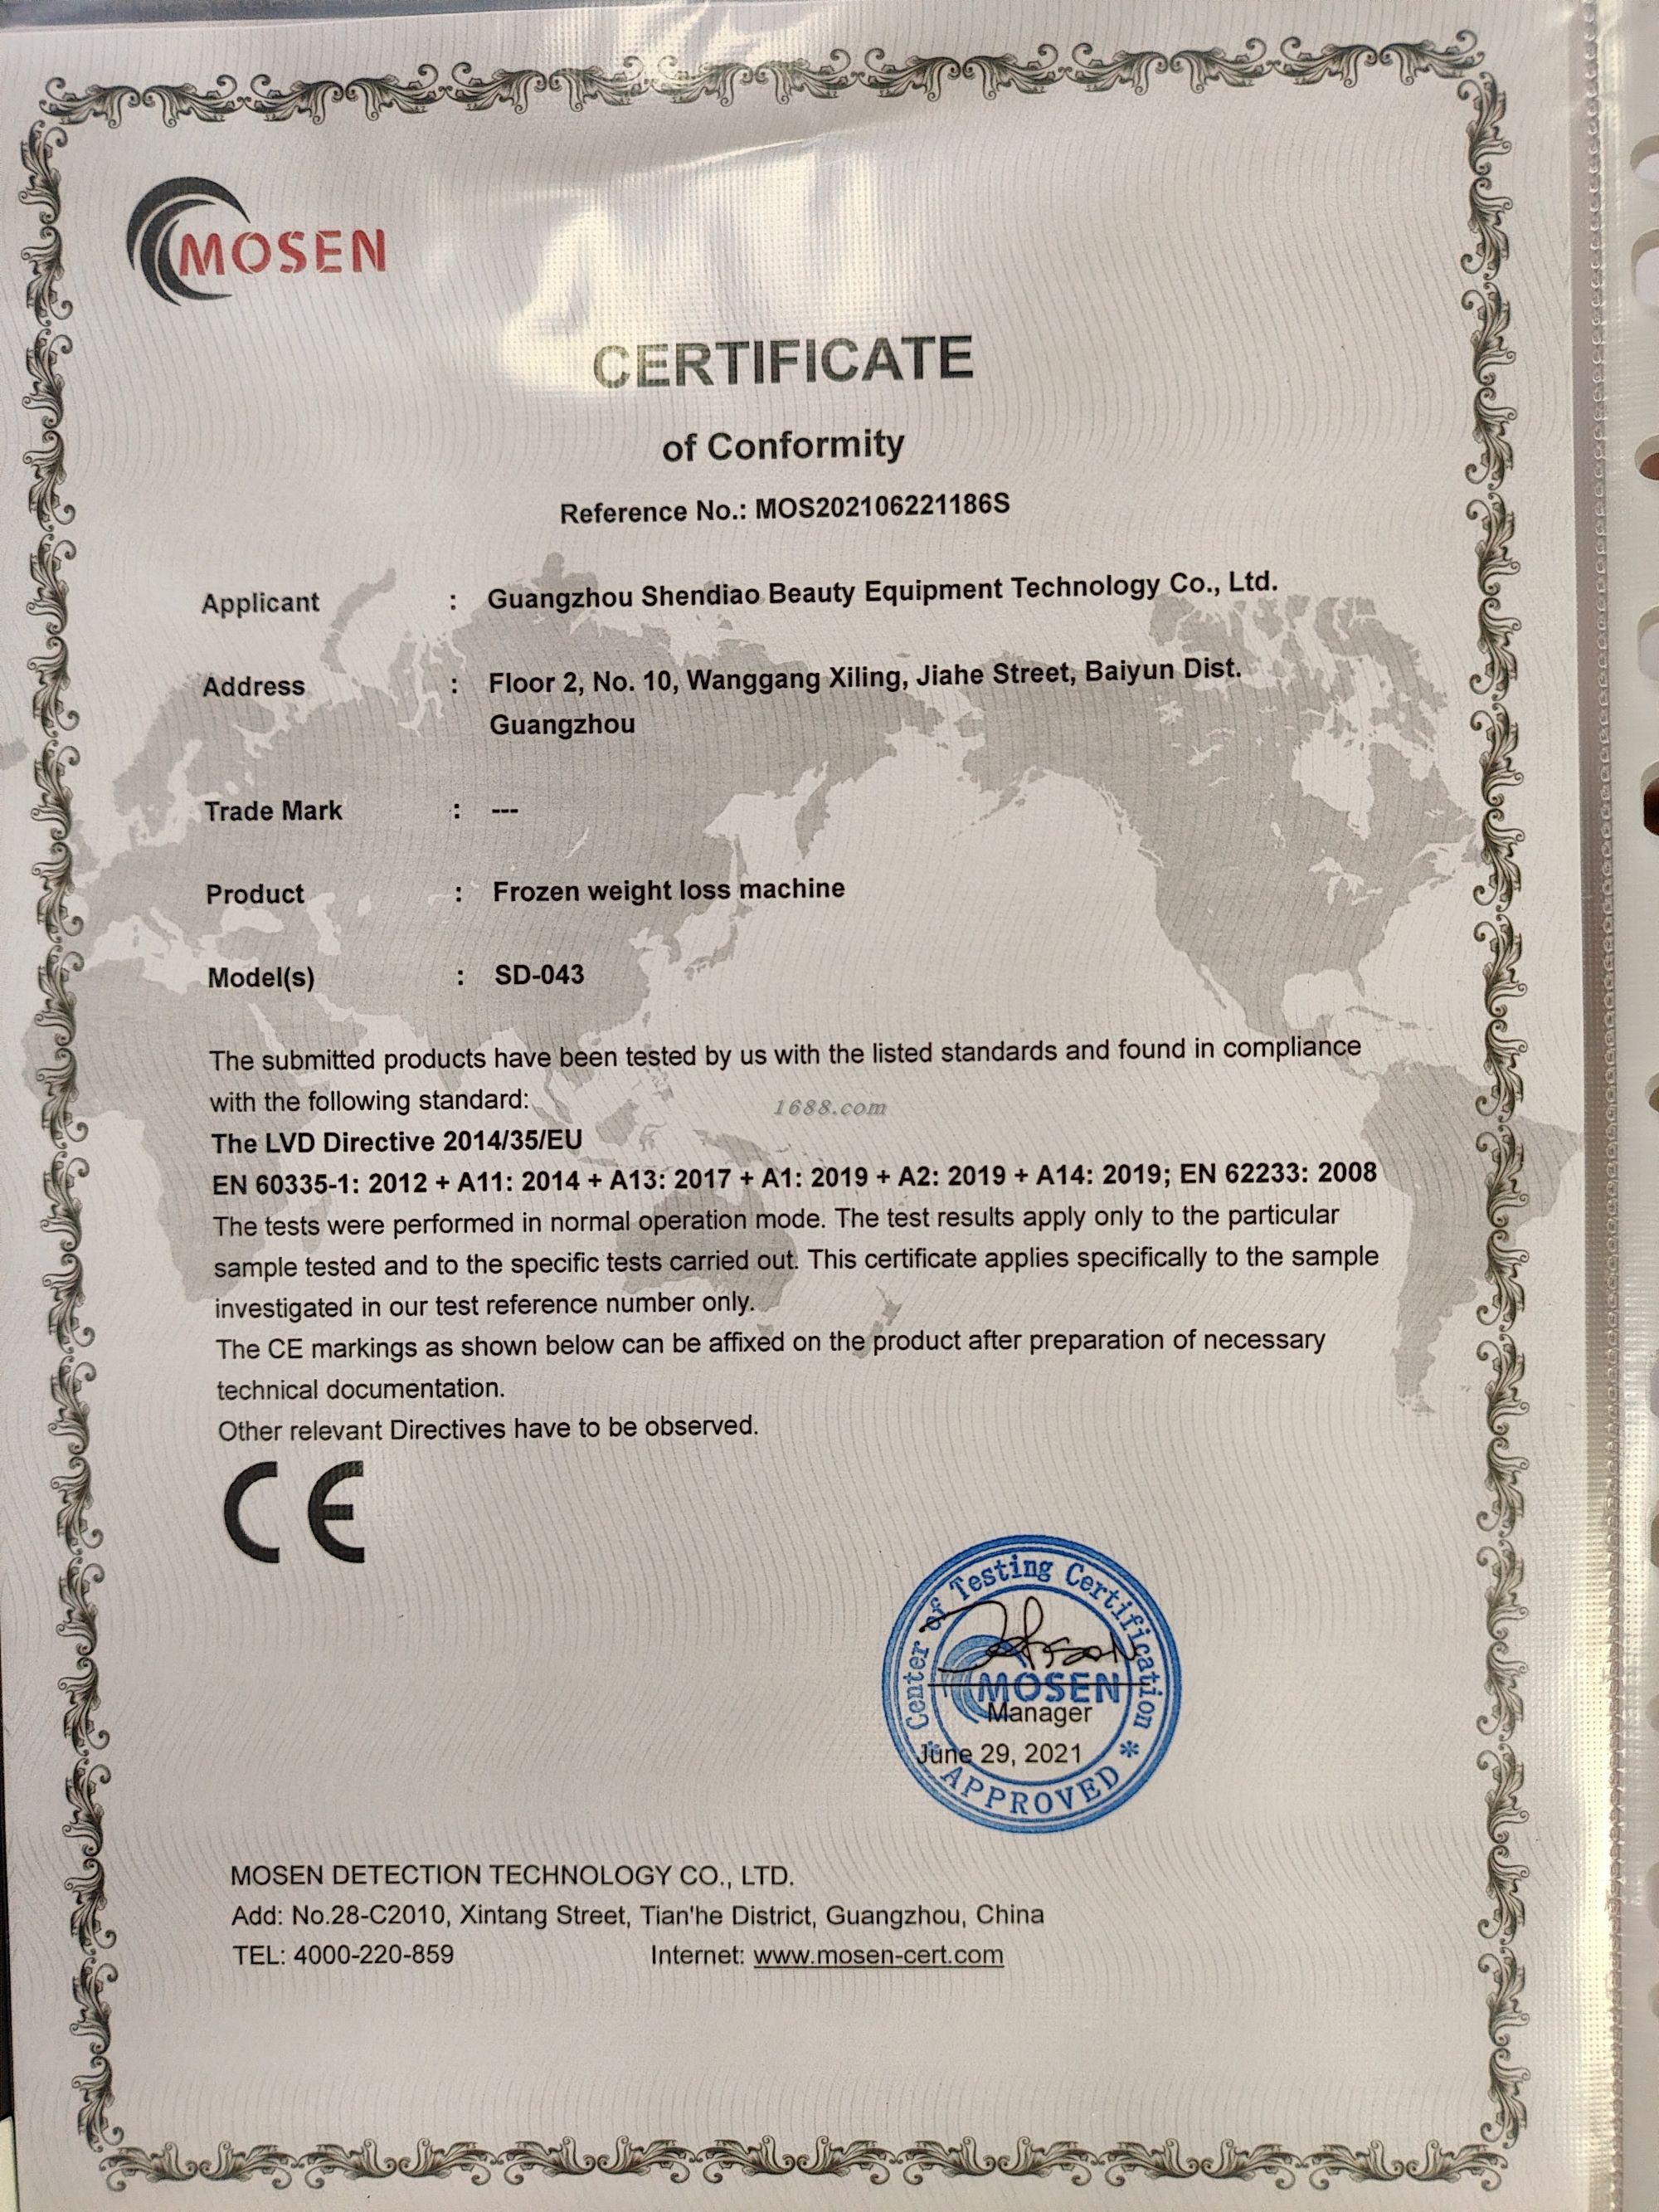 MOSEN
CERTIFICATE
of Conformity
Reference No.: MOS202106221186S
Applicant : Guangzhou Shendiao Beauty Equipment Technology Co., Ltd.
Address : Floor 2, No. 10, Wanggang Xiling, Jiahe Street, Baiyun Dist.
Guangzhou
Trade Mark : ---
Product : Frozen weight loss machine
Model(s) : SD-043
The submitted products have been tested by us with the listed standards and found in compliance
with the following standard:
1688.com
The LVD Directive 2014/35/EU
EN 60335-1: 2012 + A11: 2014 + A13: 2017 + A1: 2019 + A2: 2019 + A14: 2019; EN 62233: 2008
The tests were performed in normal operation mode. The test results apply only to the particular
sample tested and to the specific tests carried out. This certificate applies specifically to the sample
investigated in our test reference number only.
The CE markings as shown below can be affixed on the product after preparation of necessary
technical documentation.
Other relevant Directives have to be observed.
CE
Center of Testing Certification
MOSEN
Manager
June 29, 2021
* APPROVED *
MOSEN DETECTION TECHNOLOGY CO., LTD.
Add: No.28-C2010, Xintang Street, Tian'he District, Guangzhou, China
TEL: 4000-220-859 Internet: www.mosen-cert.com